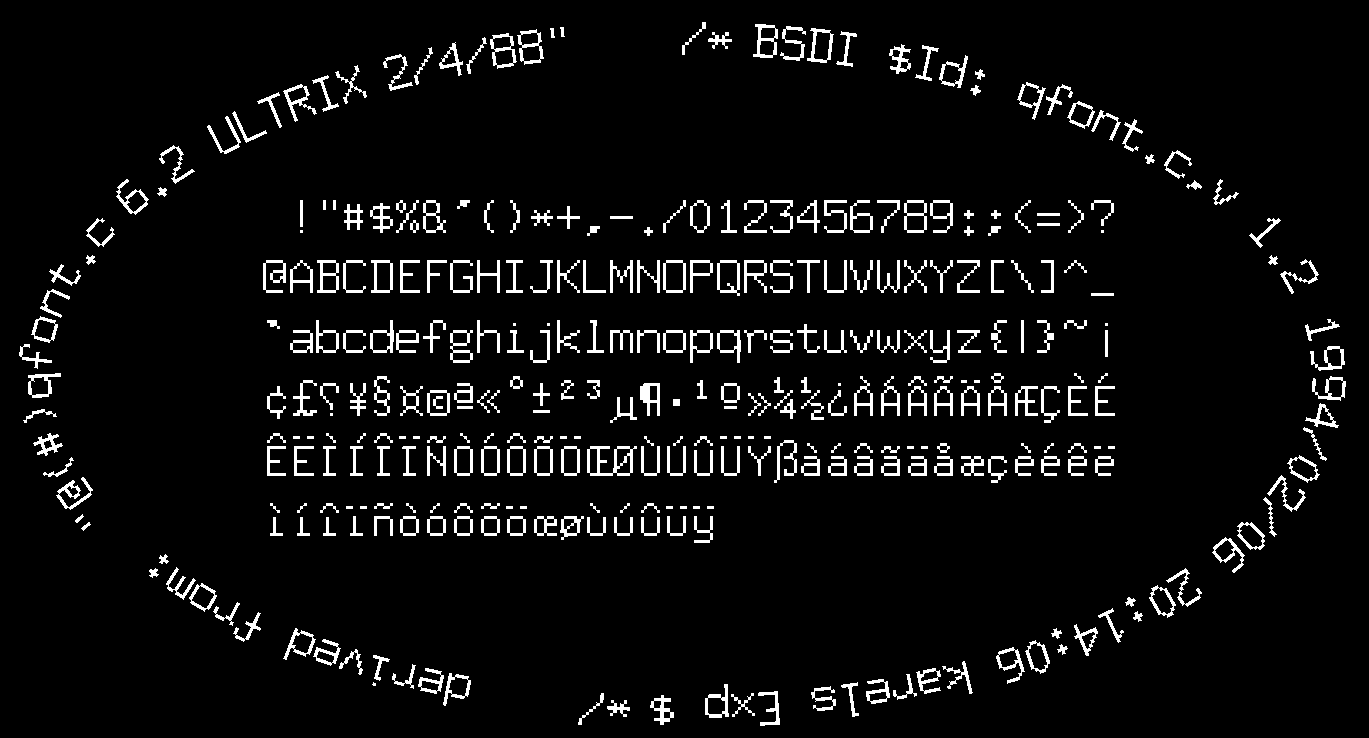 /* BSDI $Id: qfont.c,v 1.2 1994/02/06 20:14:06 karels Exp $ */
derived from: "@(#)qfont.c 6.2 ULTRIX 2/4/88"
!"#$%&´()*+,-./0123456789:;<=>?
@ABCDEFGHIJKLMNOPQRSTUVWXYZ[\]^_
`abcdefghijklmnopqrstuvwxyz{|}~¡
¢£⸮¥§¤©ª«°±²³µ¶·¹º»¼½¿ÀÁÂÃÄÅÆÇÈÉ
ÊËÌÍÎÏÑÒÓÔÕÖŒØÙÚÛÜŸßàáâãäåæçèéêë
ìíîïñòóôõöœøùúûüÿ